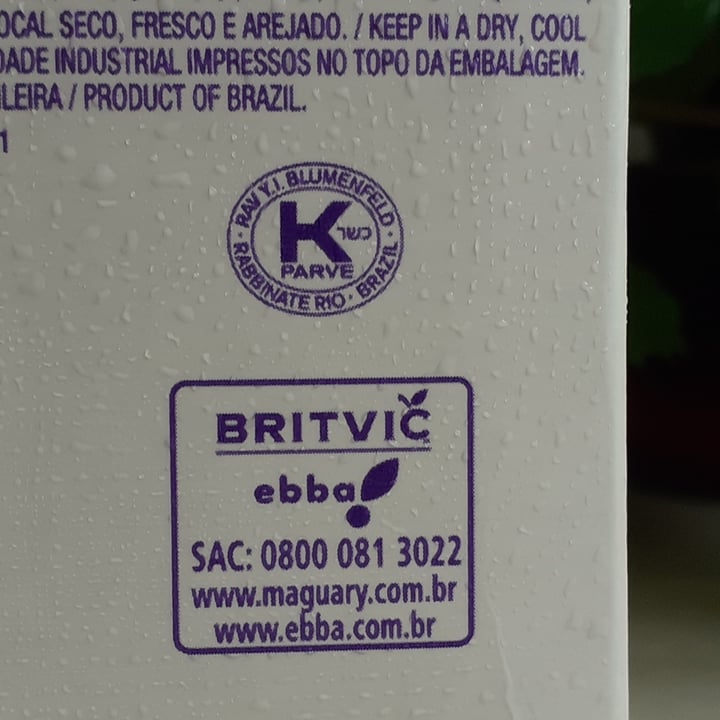 OCAL SECO, FRESCO E AREJADO. / KEEP IN A DRY, COOL
DADE INDUSTRIAL IMPRESSOS NO TOPO DA EMBALAGEM.
LEIRA / PRODUCT OF BRAZIL.
1
RAV Y.I. BLUMENFELD
K כשר
PARVE
· RABBINATE RIO · BRAZIL ·
BRITVIC
ebba
SAC: 0800 081 3022
www.maguary.com.br
www.ebba.com.br